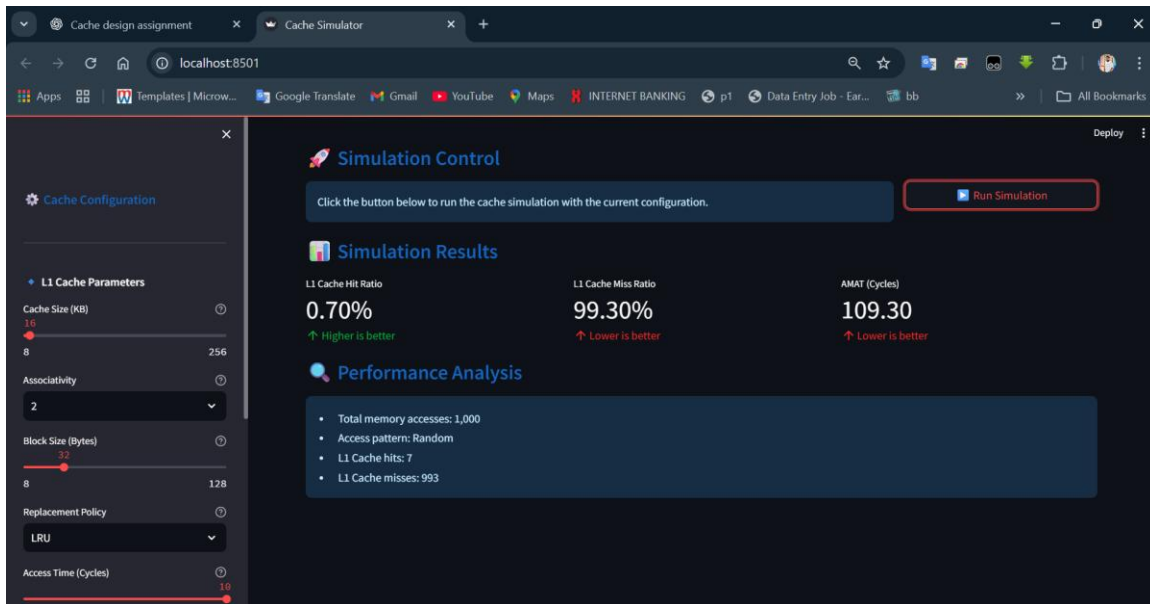 Cache design assignment
Cache Simulator
localhost:8501
Apps
Templates | Microw...
Google Translate
Gmail
YouTube
Maps
INTERNET BANKING
p1
Data Entry Job - Ear...
bb
All Bookmarks
Deploy
Cache Configuration
L1 Cache Parameters
Cache Size (KB)
16
8 256
Associativity
2
Block Size (Bytes)
32
8 128
Replacement Policy
LRU
Access Time (Cycles)
10
Simulation Control
Click the button below to run the cache simulation with the current configuration.
Run Simulation
Simulation Results
L1 Cache Hit Ratio
0.70%
↑ Higher is better
L1 Cache Miss Ratio
99.30%
↑ Lower is better
AMAT (Cycles)
109.30
↑ Lower is better
Performance Analysis
• Total memory accesses: 1,000
• Access pattern: Random
• L1 Cache hits: 7
• L1 Cache misses: 993